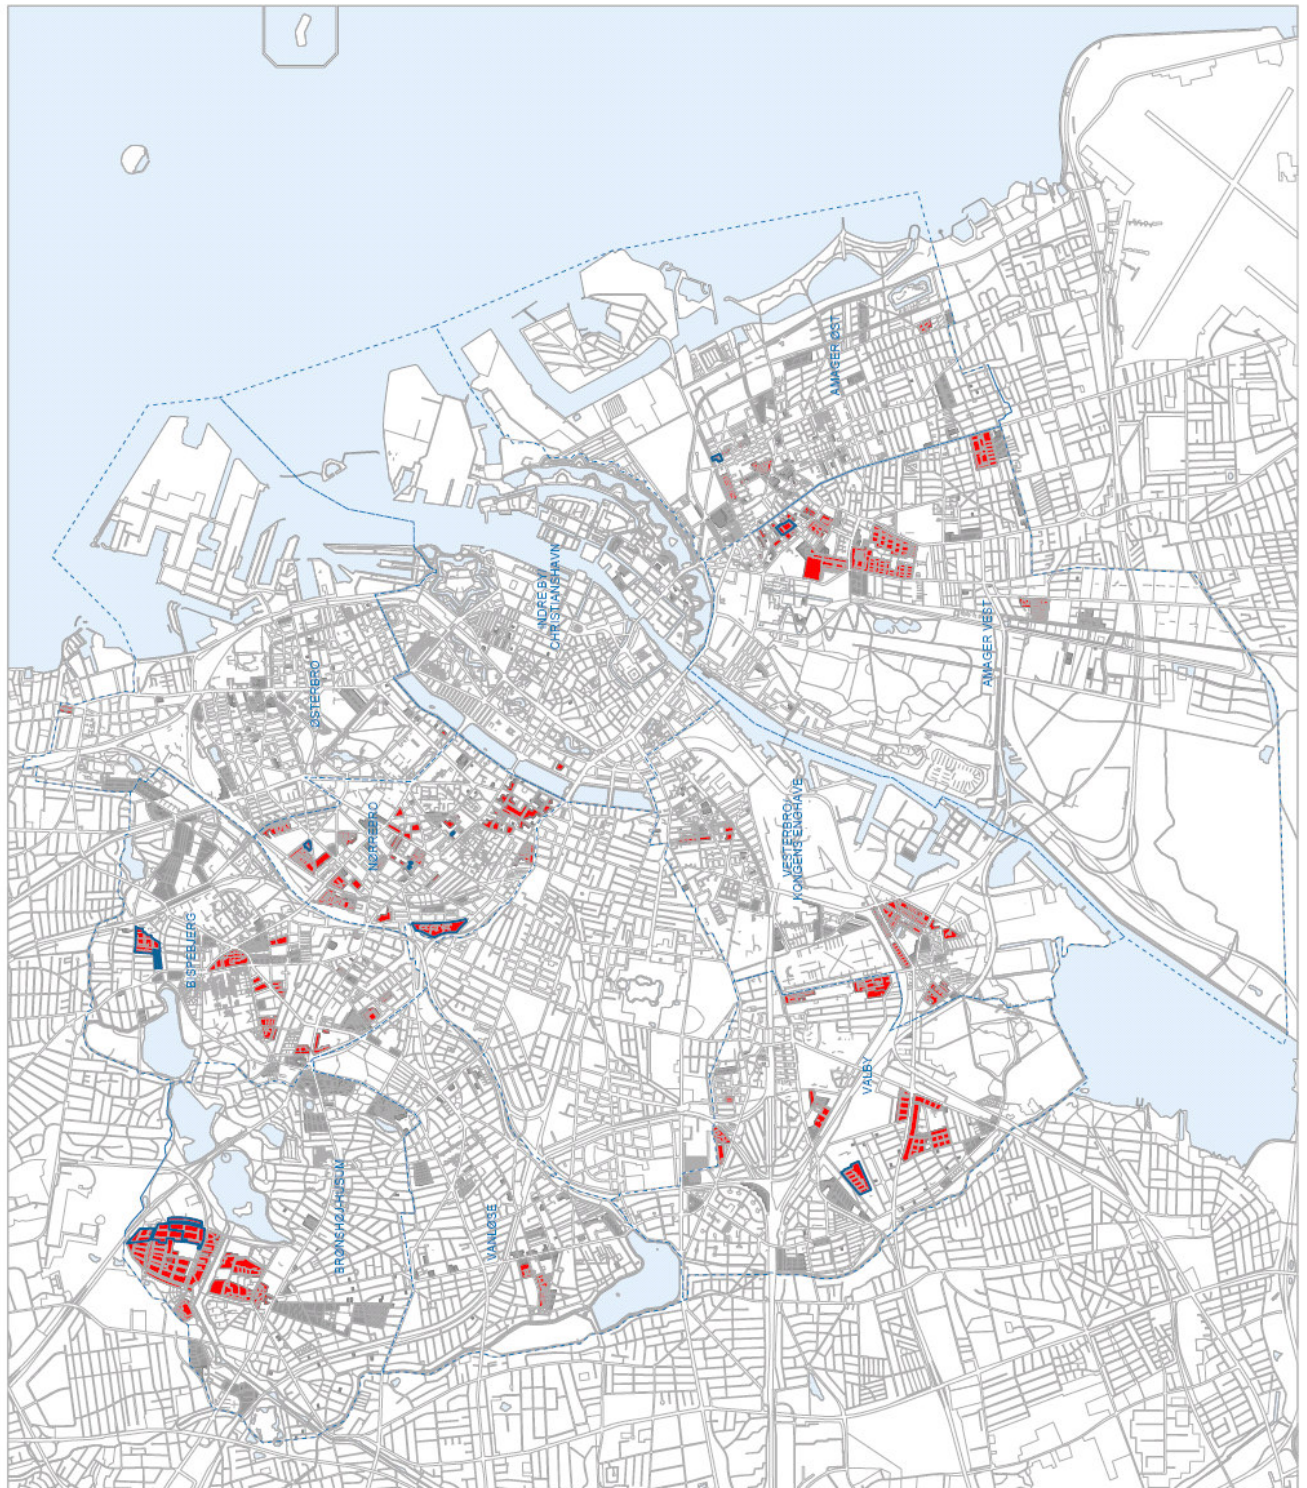 AMAGER ØST
INDRE BY/
CHRISTIANSHAVN
AMAGER VEST
ØSTERBRO
NØRREBRO
VESTERBRO/
KONGENS ENGHAVE
BISPEBJERG
VALBY
BRØNSHØJ-HUSUM
VANLØSE